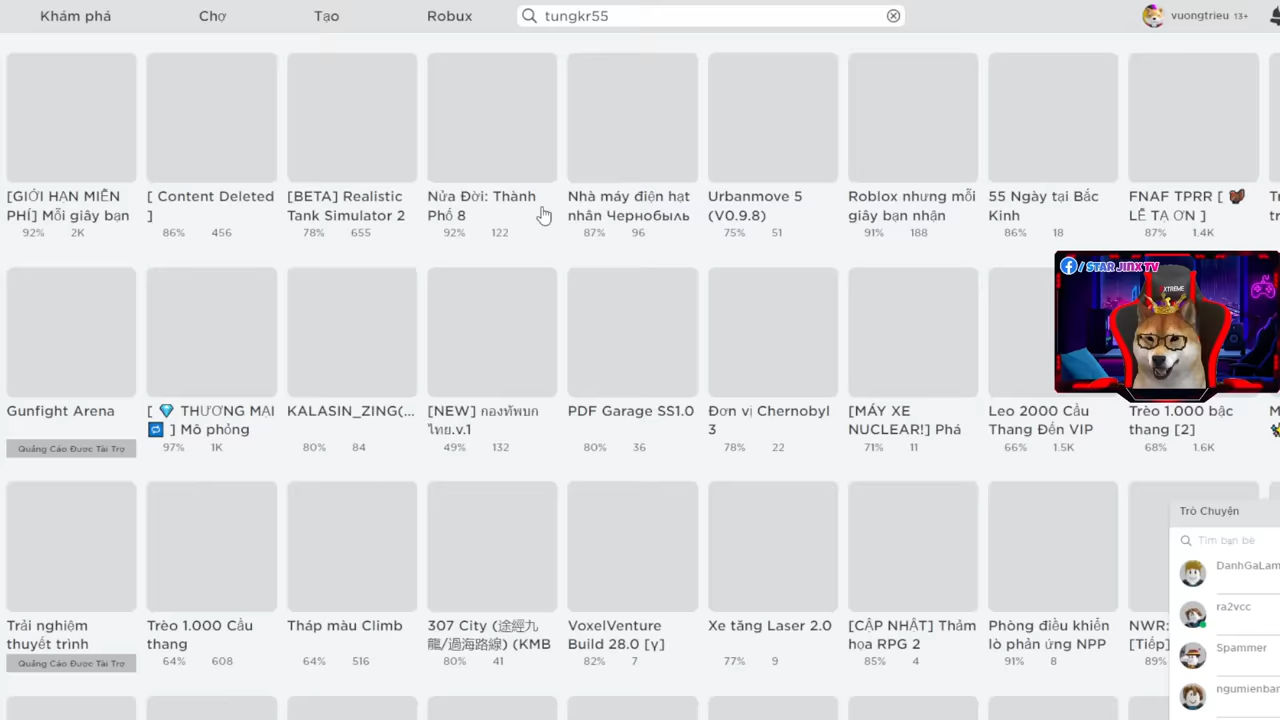 Khám phá
Chợ
Tạo
Robux
tungkr55
vuongtrieu 13+
[GIỚI HẠN MIỄN
PHÍ] Mỗi giây bạn
92% 2K
[ Content Deleted
]
86% 456
[BETA] Realistic
Tank Simulator 2
78% 655
Nửa Đời: Thành
Phố 8
92% 122
Nhà máy điện hạt
nhân Чернобыль
87% 96
Urbanmove 5
(V0.9.8)
75% 51
Roblox nhưng mỗi
giây bạn nhận
91% 188
55 Ngày tại Bắc
Kinh
86% 18
FNAF TPRR [
LỄ TẠ ƠN ]
87% 1.4K
/ STAR JINX TV
XTREME
Gunfight Arena
Quảng Cáo Được Tài Trợ
[ 💎 THƯƠNG MẠI
🔁 ] Mô phỏng
97% 1K
KALASIN_ZING(...
80% 84
[NEW] กองทัพบก
ไทย.v.1
49% 132
PDF Garage SS1.0
80% 36
Đơn vị Chernobyl
3
78% 22
[MÁY XE
NUCLEAR!] Phá
71% 11
Leo 2000 Cầu
Thang Đến VIP
66% 1.5K
Trèo 1.000 bậc
thang [2]
68% 1.6K
Trải nghiệm
thuyết trình
Quảng Cáo Được Tài Trợ
Trèo 1.000 Cầu
thang
64% 608
Tháp màu Climb
64% 516
307 City (途經九
龍/過海路線) (KMB
80% 41
VoxelVenture
Build 28.0 [γ]
82% 7
Xe tăng Laser 2.0
77% 9
[CẬP NHẬT] Thảm
họa RPG 2
85% 4
Phòng điều khiển
lò phản ứng NPP
91% 8
NWR:
[Tiếp]
89%
Trò Chuyện
Tìm bạn bè
DanhGaLam
ra2vcc
Spammer
ngumienbar